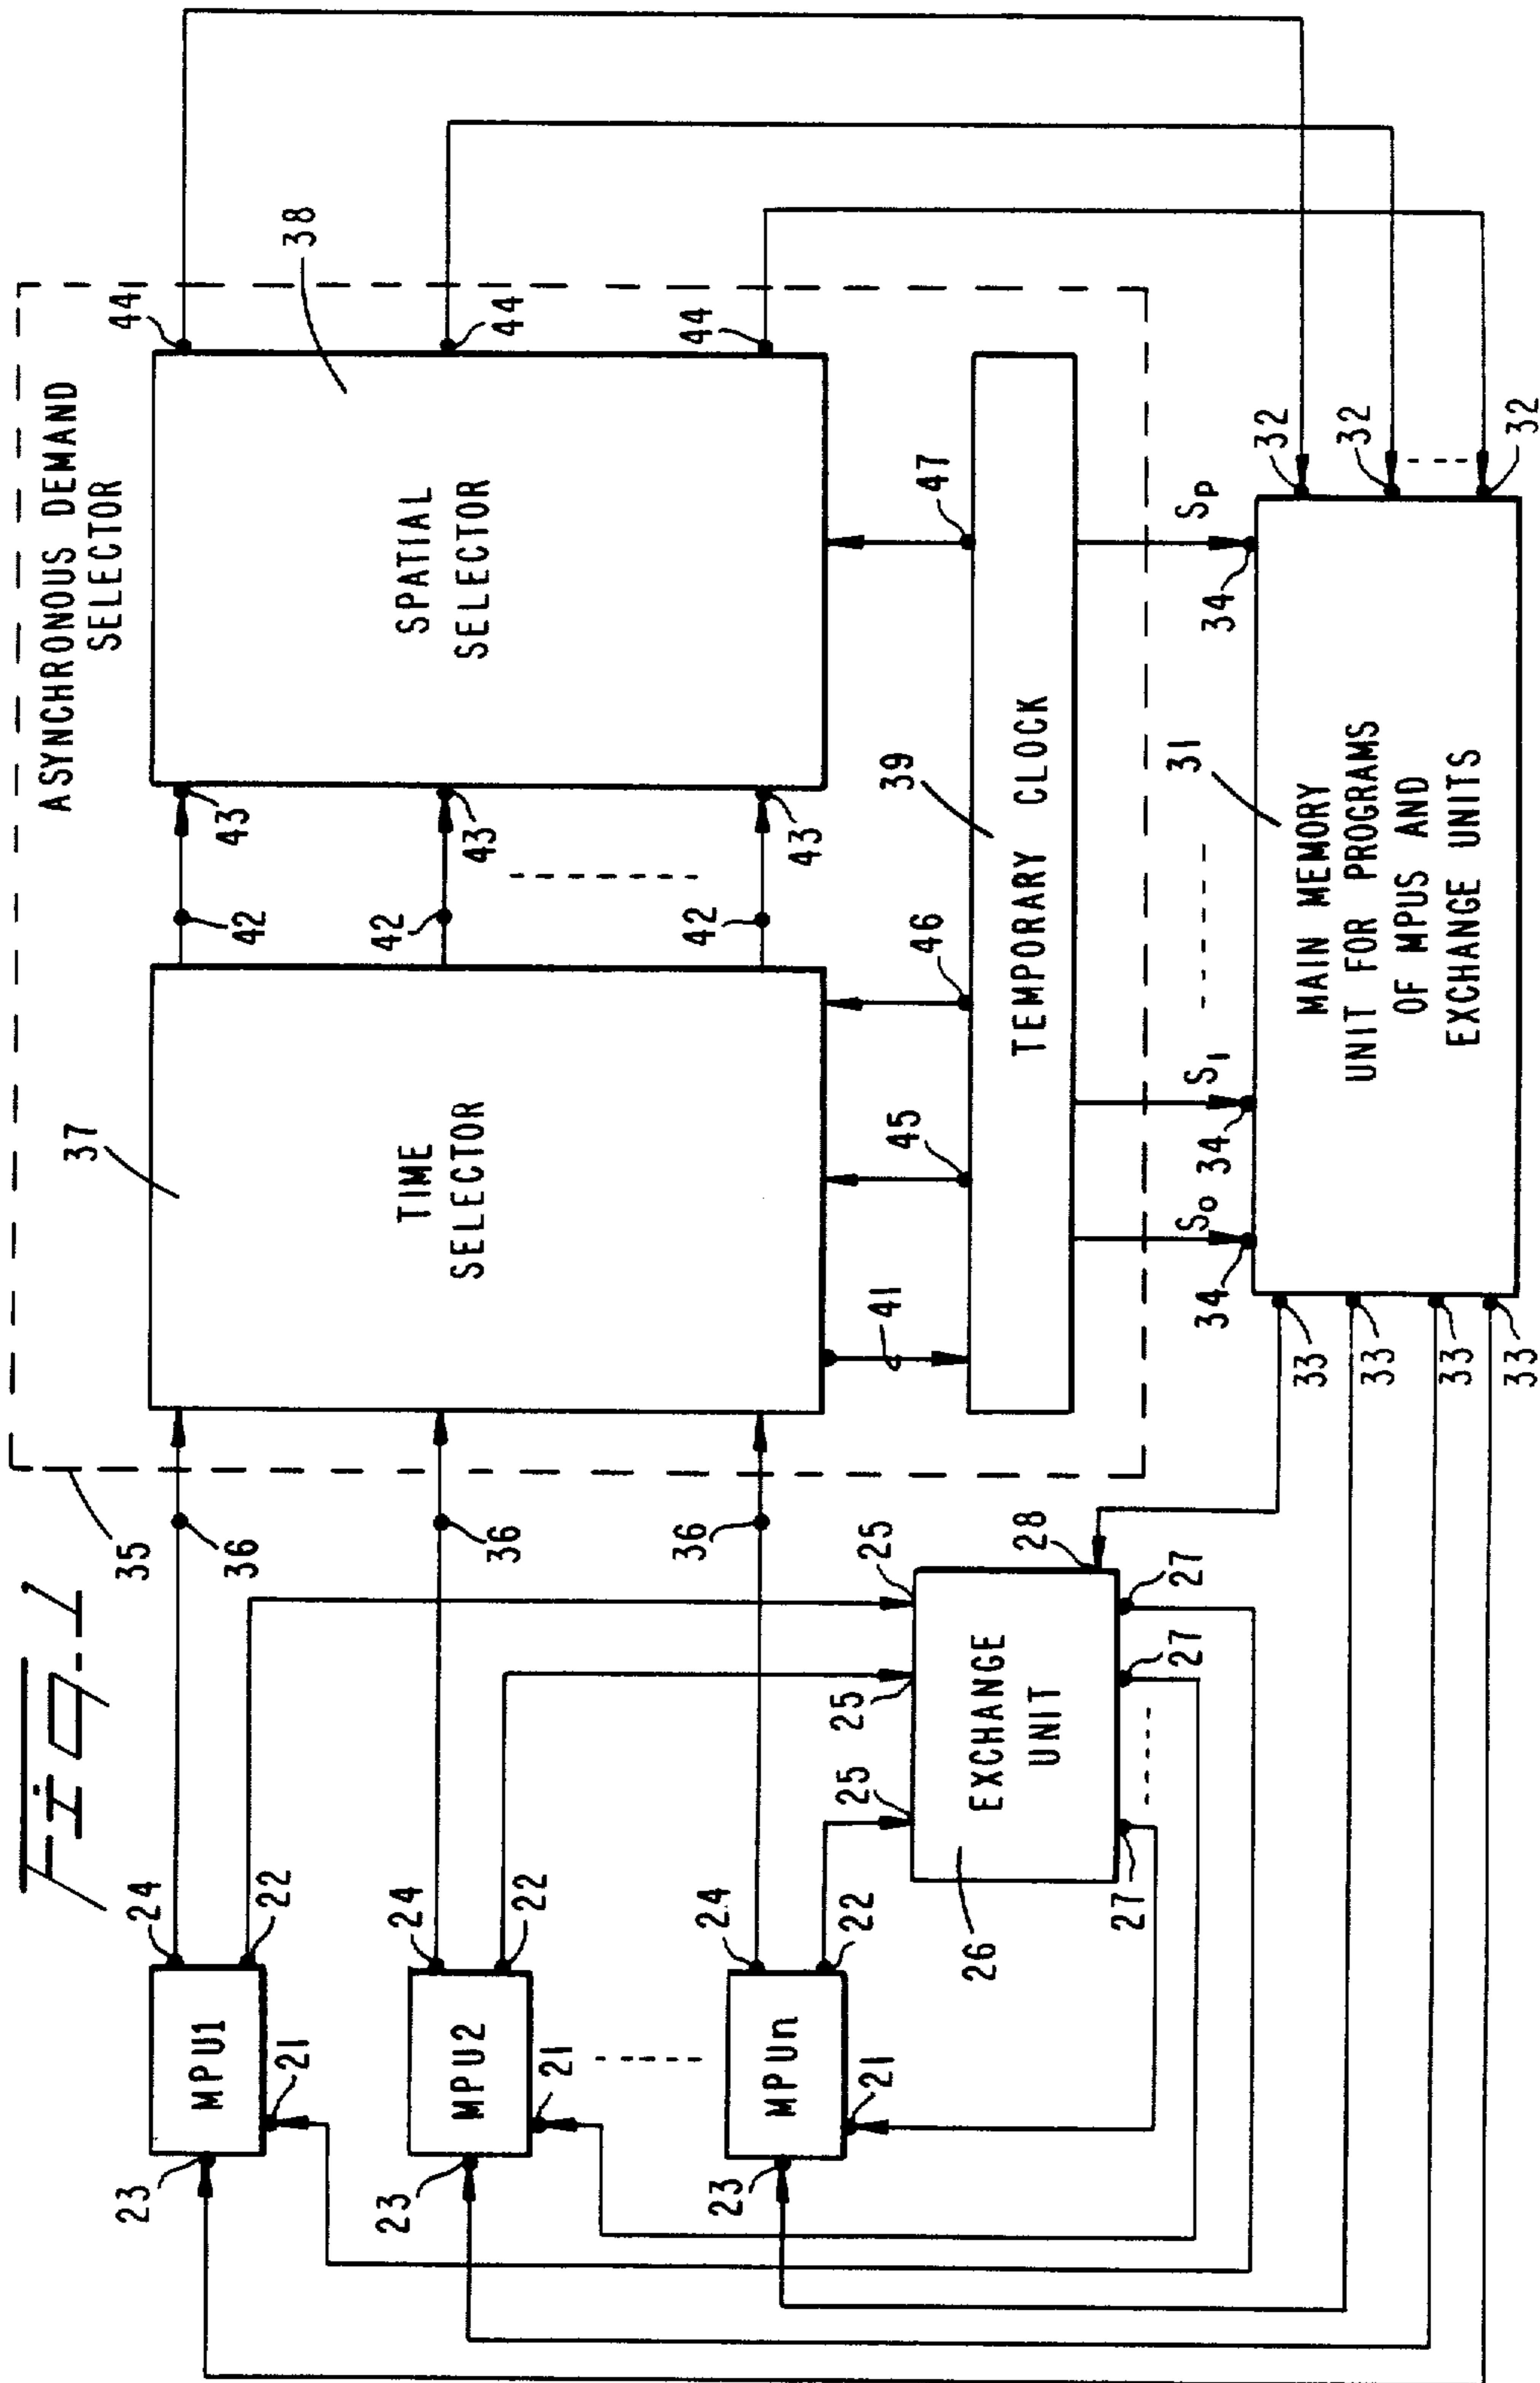 Fig. 1
ASYNCHRONOUS DEMAND
SELECTOR
35
MPU1
23
21
24
22
36
MPU2
23
21
24
22
36
MPUn
23
21
24
22
36
TIME
SELECTOR
37
42
42
42
43
43
43
SPATIAL
SELECTOR
38
44
44
44
41
45
46
47
TEMPORARY CLOCK
39
EXCHANGE
UNIT
26
25
25
25
28
27
27
27
S0
S1
Sp
34
34
34
MAIN MEMORY
UNIT FOR PROGRAMS
OF MPUS AND
EXCHANGE UNITS
31
32
32
32
33
33
33
33